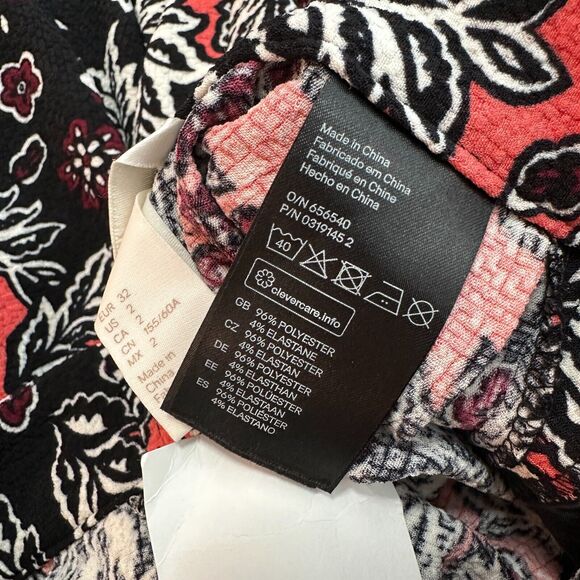 Made in China
Fabricado em China
Fabriqué en Chine
Hecho en China
O/N 656540
P/N 0319145 2
40
clevercare.info
GB 96% POLYESTER
4% ELASTANE
CZ 96% POLYESTER
4% ELASTAN
DE 96% POLYESTER
4% ELASTHAN
EE 96% POLÜESTER
4% ELASTAAN
ES 96% POLIÉSTER
4% ELASTANO
EUR 32
US 2
CA 2
CN 155/60A
MX 2
Made in
China